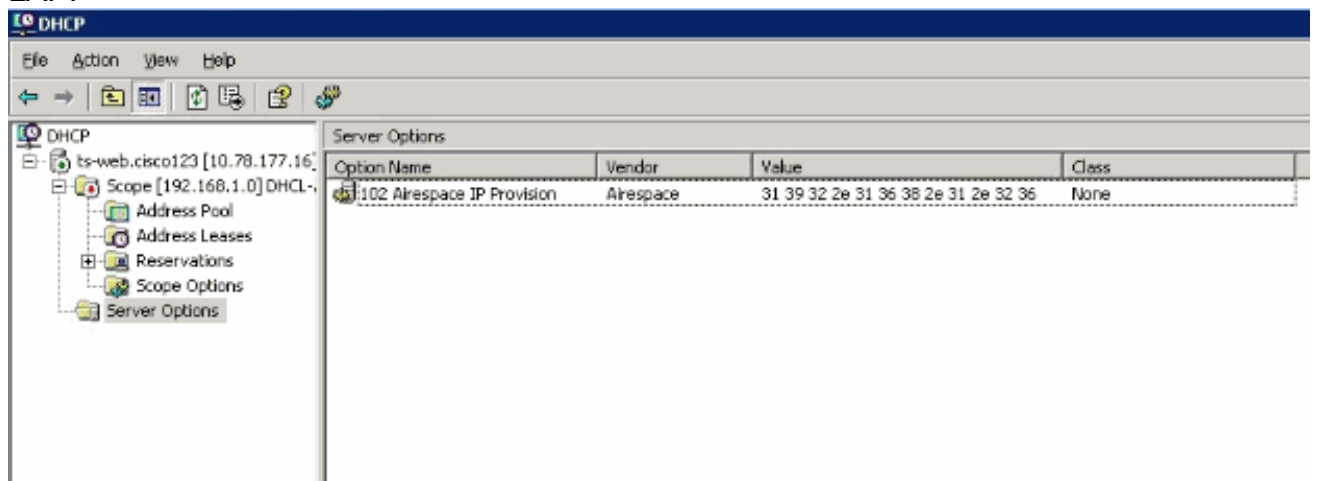 DHCP
File Action View Help
DHCP
ts-web.cisco123 [10.78.177.16]
Scope [192.168.1.0] DHCL-.
Address Pool
Address Leases
Reservations
Scope Options
Server Options
Server Options
Option Name Vendor Value Class
102 Airespace IP Provision Airespace 31 39 32 2e 31 36 38 2e 31 2e 32 36 None